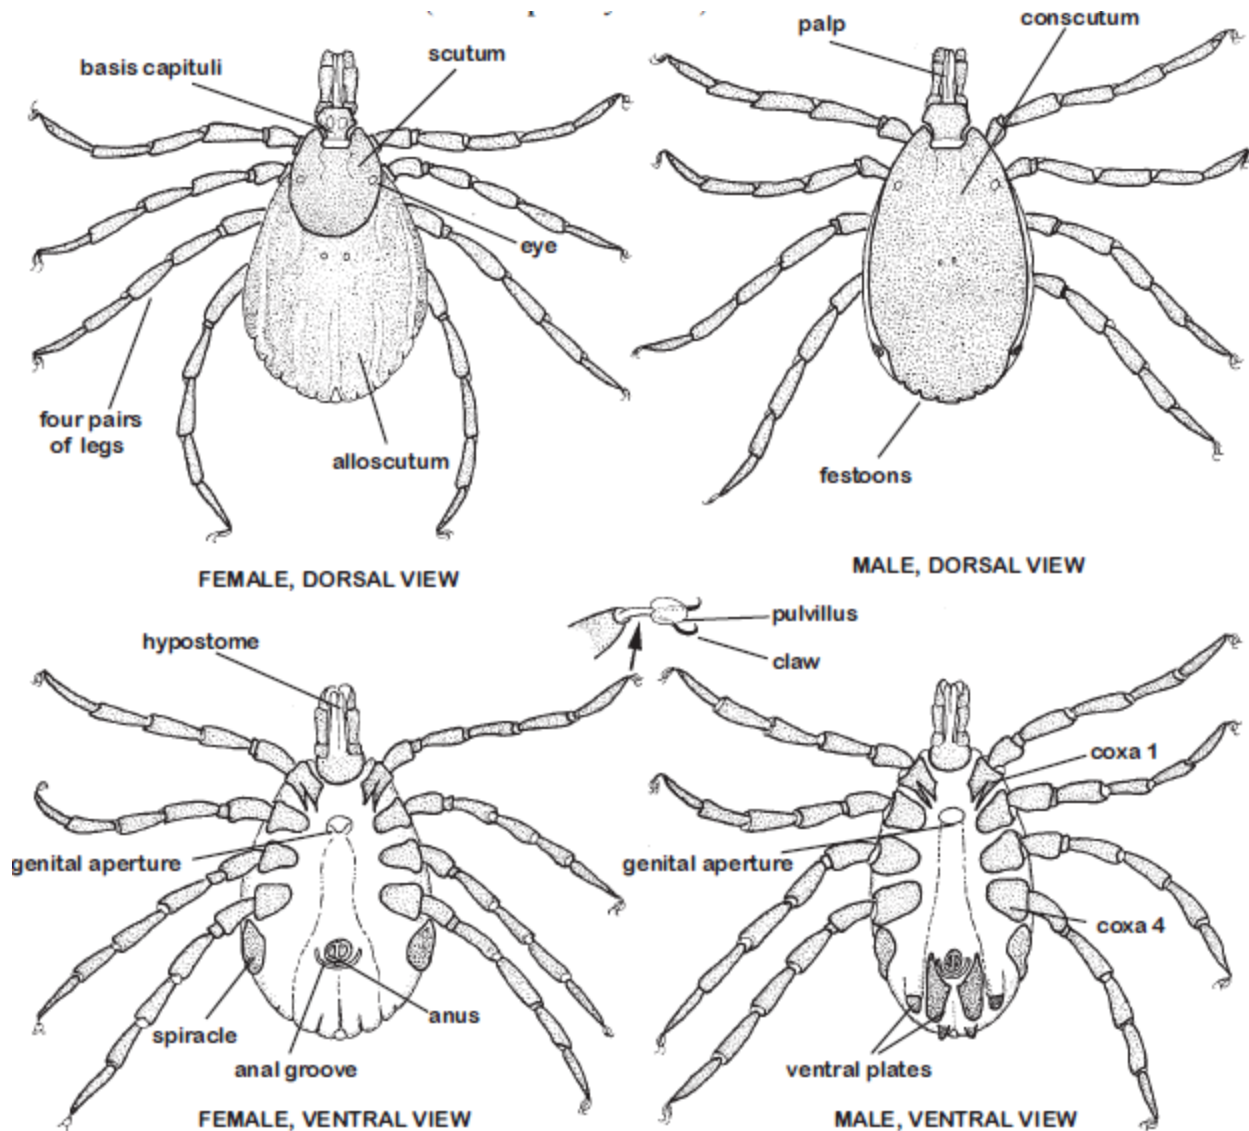 palp
conscutum
basis capituli
scutum
eye
four pairs
of legs
alloscutum
festoons
FEMALE, DORSAL VIEW
MALE, DORSAL VIEW
hypostome
pulvillus
claw
coxa 1
genital aperture
genital aperture
coxa 4
spiracle
anus
anal groove
ventral plates
FEMALE, VENTRAL VIEW
MALE, VENTRAL VIEW